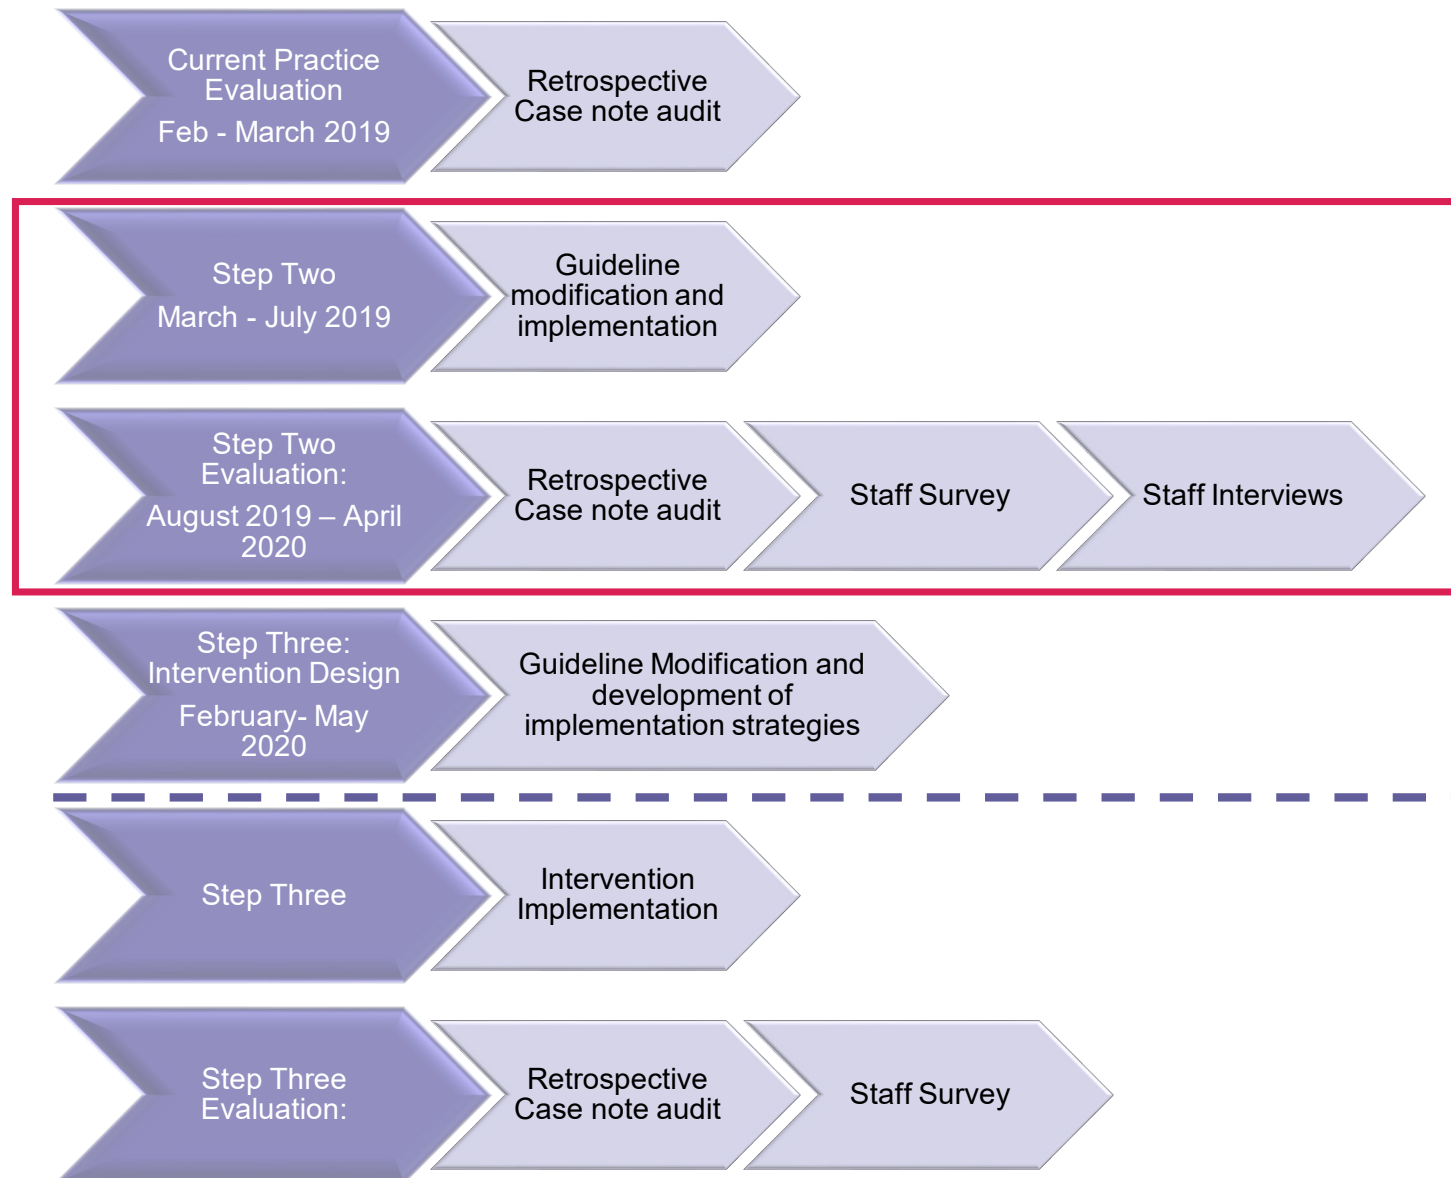 Current Practice
Evaluation
Feb - March 2019
Retrospective
Case note audit
Step Two
March - July 2019
Guideline
modification and
implementation
Step Two
Evaluation:
August 2019 – April
2020
Retrospective
Case note audit
Staff Survey
Staff Interviews
Step Three:
Intervention Design
February- May
2020
Guideline Modification and
development of
implementation strategies
Step Three
Intervention
Implementation
Step Three
Evaluation:
Retrospective
Case note audit
Staff Survey